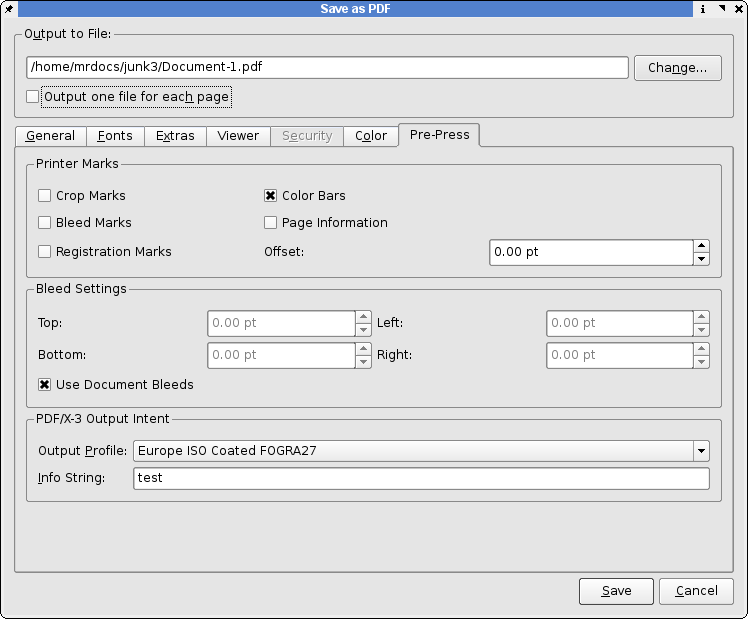 Save as PDF
Output to File:
/home/mrdocs/junk3/Document-1.pdf
Change...
Output one file for each page
General Fonts Extras Viewer Security Color Pre-Press
Printer Marks
Crop Marks Color Bars
Bleed Marks Page Information
Registration Marks Offset: 0.00 pt
Bleed Settings
Top: 0.00 pt Left: 0.00 pt
Bottom: 0.00 pt Right: 0.00 pt
Use Document Bleeds
PDF/X-3 Output Intent
Output Profile: Europe ISO Coated FOGRA27
Info String: test
Save Cancel